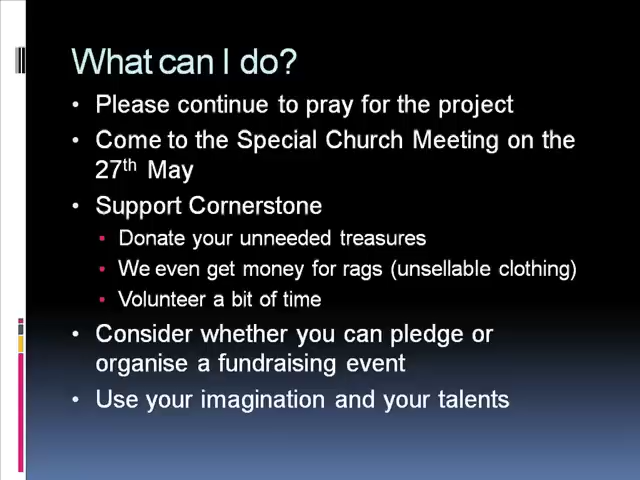 What can I do?
• Please continue to pray for the project
• Come to the Special Church Meeting on the
27th May
• Support Cornerstone
▪ Donate your unneeded treasures
▪ We even get money for rags (unsellable clothing)
▪ Volunteer a bit of time
• Consider whether you can pledge or
organise a fundraising event
• Use your imagination and your talents